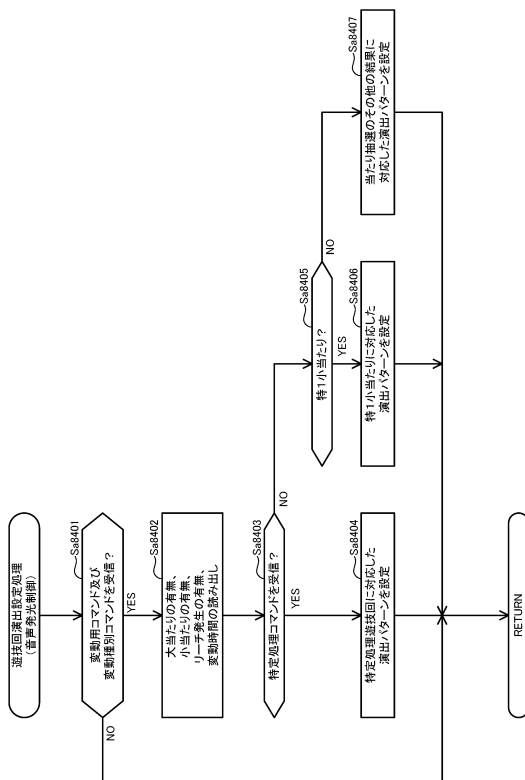 遊技回演出設定処理
（音声発光制御）
Sa8401
変動用コマンド及び
変動種別コマンドを受信？
NO
YES
Sa8402
大当たりの有無、
小当たりの有無、
リーチ発生の有無、
変動時間の読み出し
Sa8403
特定処理コマンドを受信？
NO
YES
Sa8404
特定処理遊技回に対応した
演出パターンを設定
Sa8405
特1小当たり？
NO
YES
Sa8406
特1小当たりに対応した
演出パターンを設定
Sa8407
当たり抽選のその他の結果に
対応した演出パターンを設定
RETURN